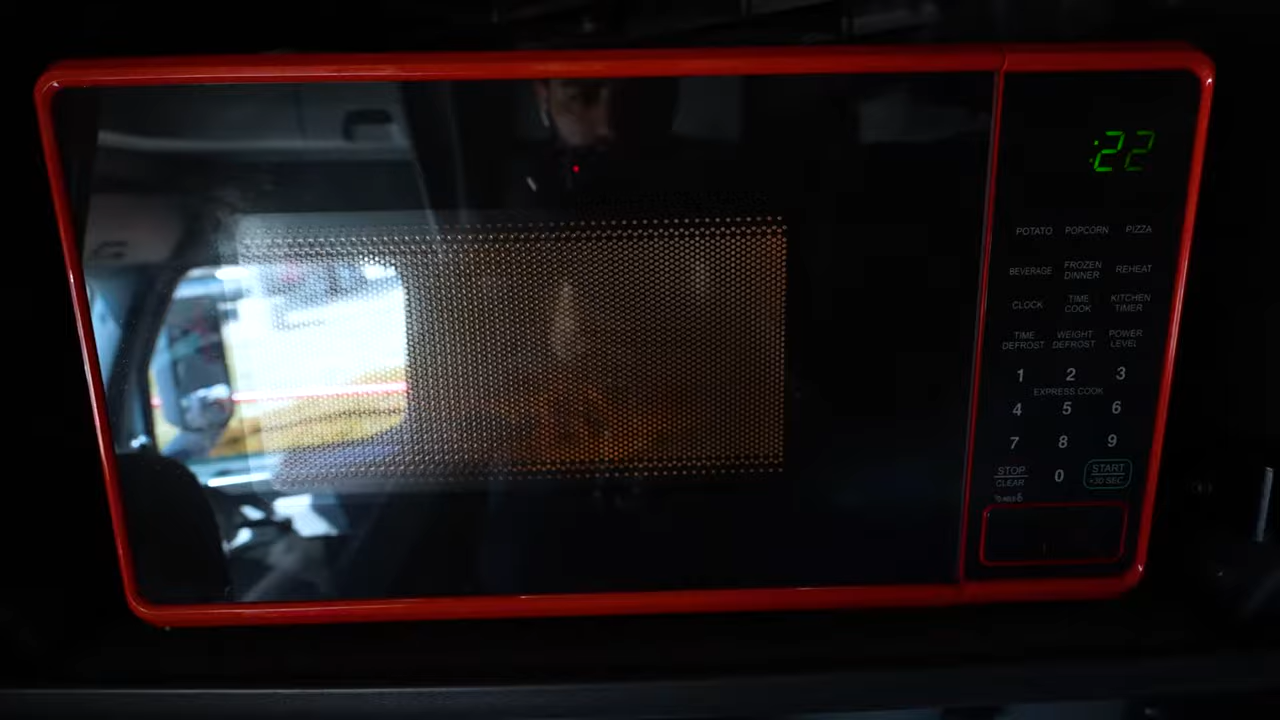 :22
POTATO POPCORN PIZZA
BEVERAGE FROZEN DINNER REHEAT
CLOCK TIME COOK KITCHEN TIMER
TIME DEFROST WEIGHT DEFROST POWER LEVEL
1 2 3
EXPRESS COOK
4 5 6
7 8 9
STOP CLEAR 0 START +30 SEC.